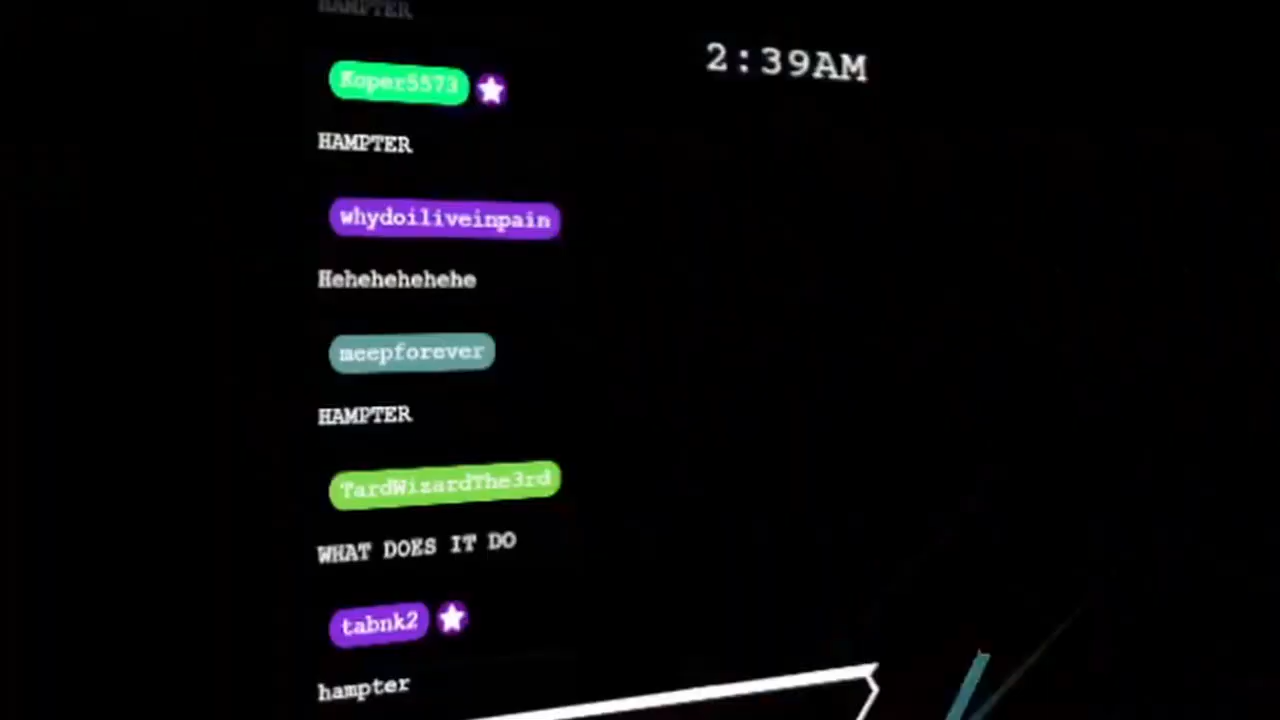 HAMPTER
2:39AM
Koper5573
HAMPTER
whydoiliveinpain
Hehehehehehe
meepforever
HAMPTER
TardWizardThe3rd
WHAT DOES IT DO
tabnk2
hampter